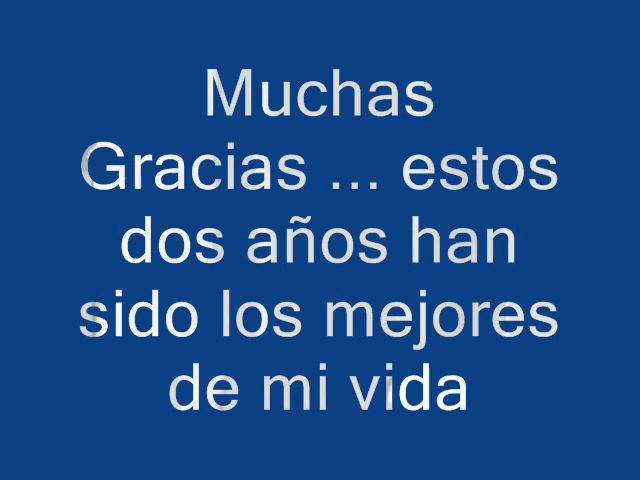 Muchas
Gracias ... estos
dos años han
sido los mejores
de mi vida